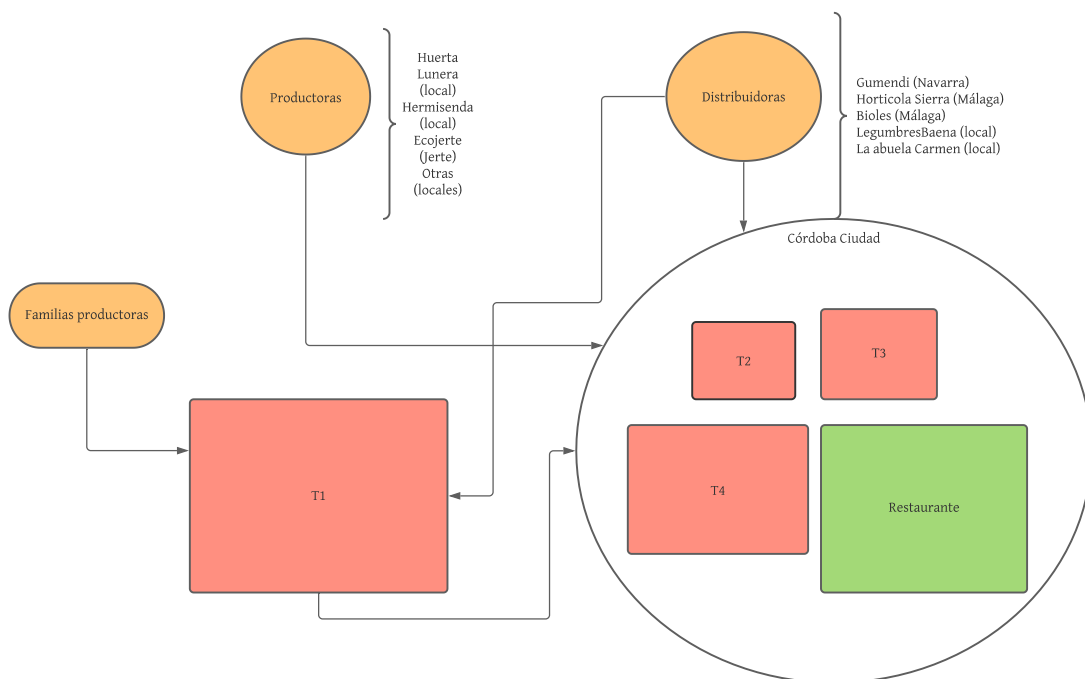 Productoras
Huerta
Lunera
(local)
Hermisenda
(local)
Ecojerte
(Jerte)
Otras
(locales)
Distribuidoras
Gumendi (Navarra)
Horticola Sierra (Málaga)
Bioles (Málaga)
LegumbresBaena (local)
La abuela Carmen (local)
Córdoba Ciudad
Familias productoras
T2
T3
T1
T4
Restaurante